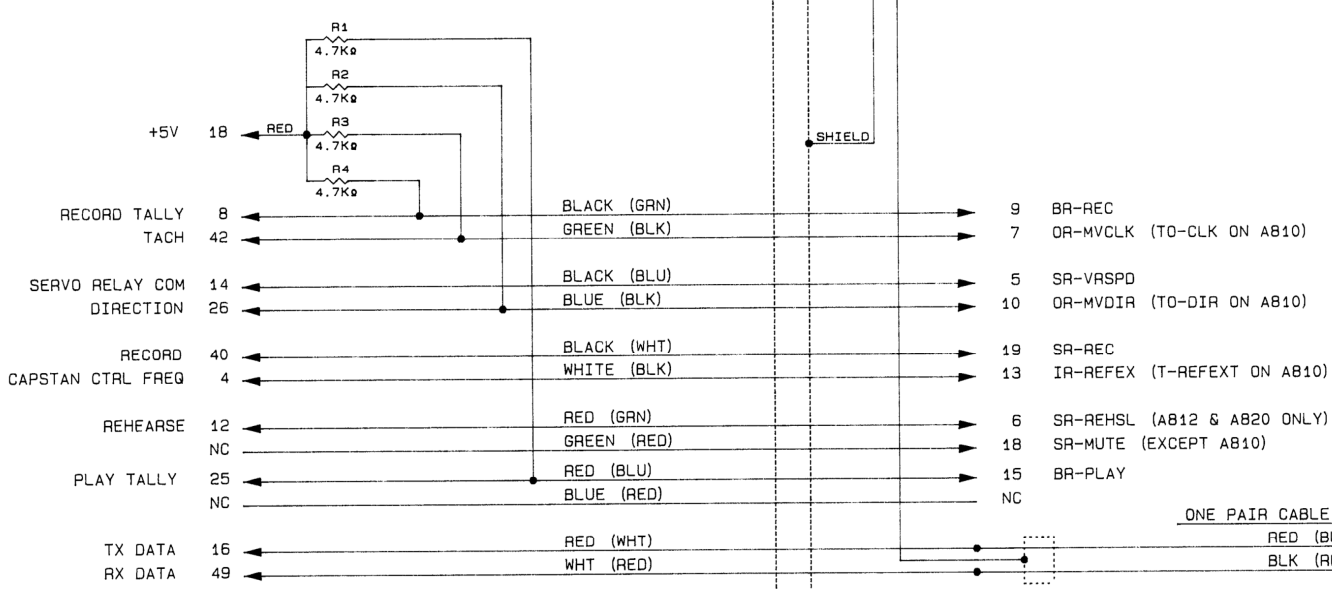 R1
4.7KΩ
R2
4.7KΩ
+5V 18 RED R3
4.7KΩ
SHIELD
R4
4.7KΩ
RECORD TALLY 8 BLACK (GRN) 9 BR-REC
TACH 42 GREEN (BLK) 7 OR-MVCLK (TO-CLK ON A810)
SERVO RELAY COM 14 BLACK (BLU) 5 SR-VRSPD
DIRECTION 26 BLUE (BLK) 10 OR-MVDIR (TO-DIR ON A810)
RECORD 40 BLACK (WHT) 19 SR-REC
CAPSTAN CTRL FREQ 4 WHITE (BLK) 13 IR-REFEX (T-REFEXT ON A810)
REHEARSE 12 RED (GRN) 6 SR-REHSL (A812 & A820 ONLY)
NC GREEN (RED) 18 SR-MUTE (EXCEPT A810)
PLAY TALLY 25 RED (BLU) 15 BR-PLAY
NC BLUE (RED) NC
ONE PAIR CABLE
TX DATA 16 RED (WHT) RED
RX DATA 49 WHT (RED) BLK